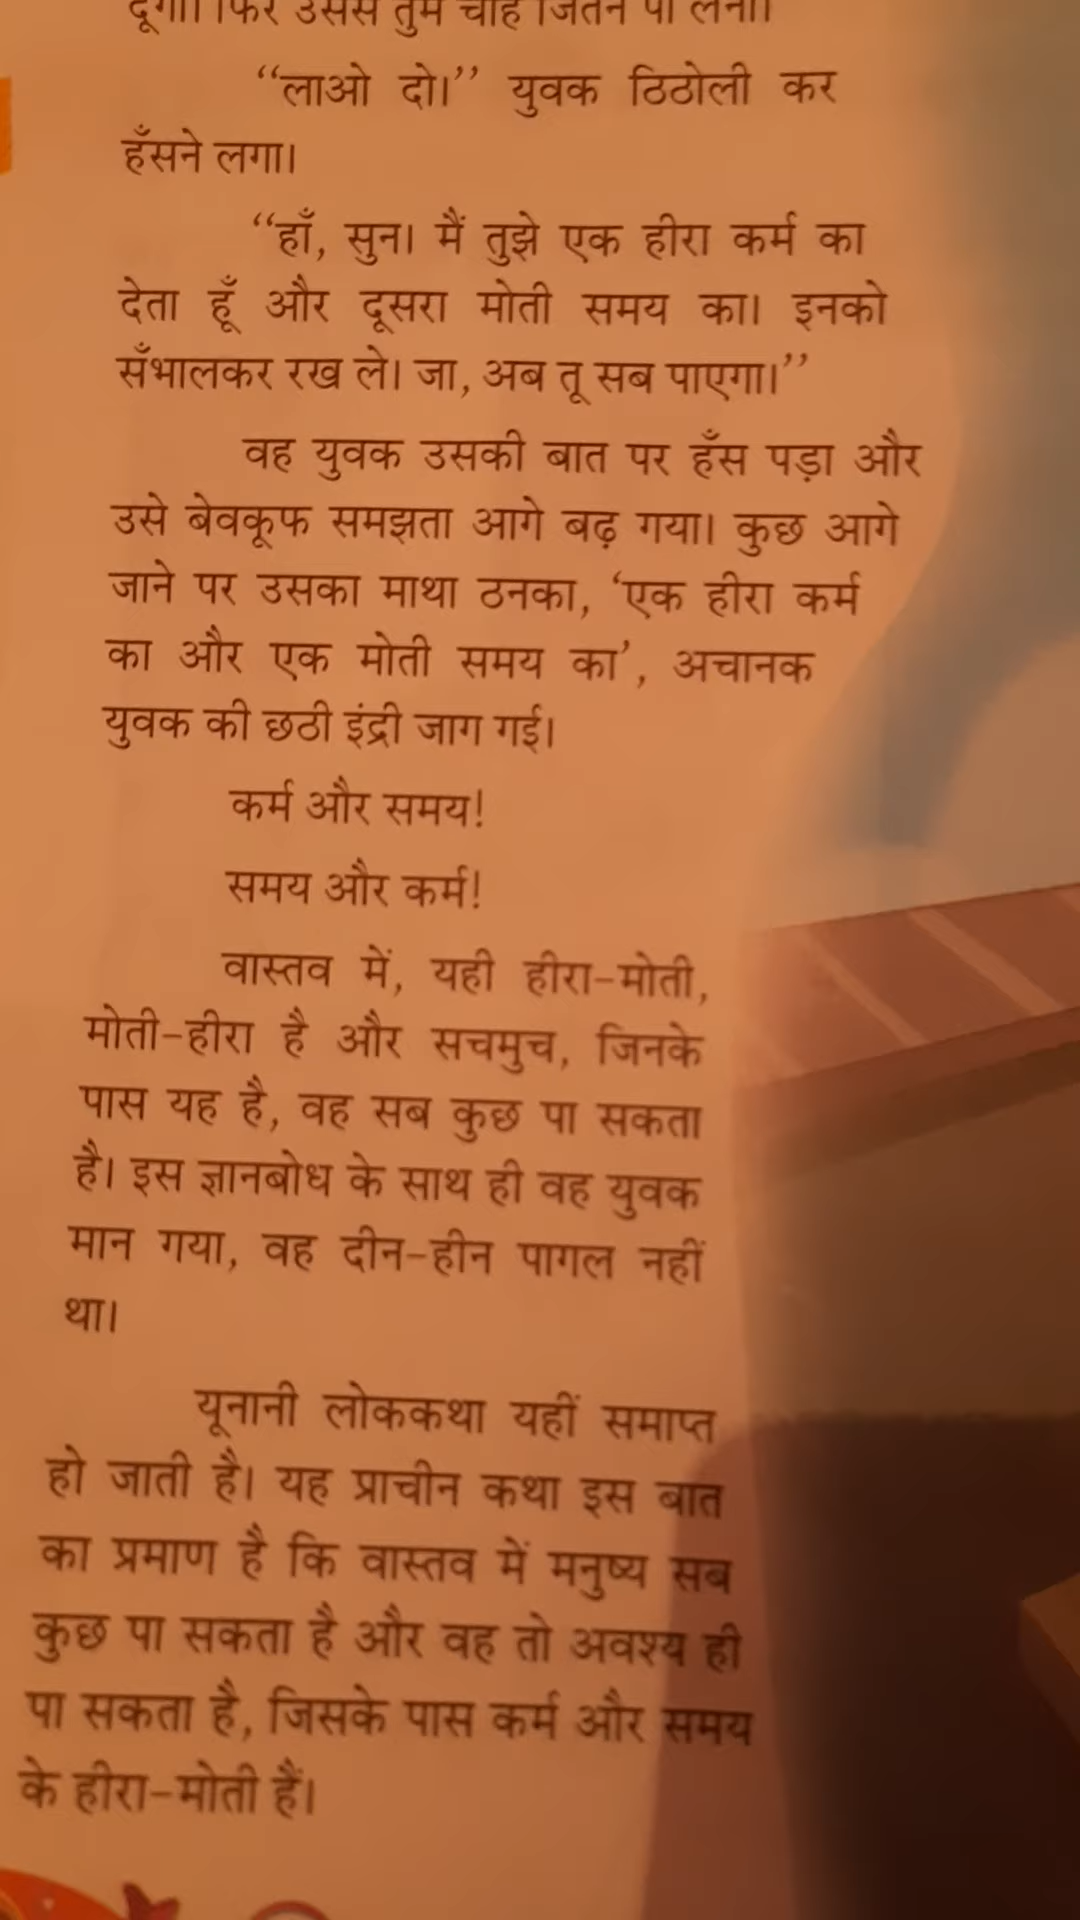 दूँगा। फिर उससे तुम चाहे जितने पा लेना।
“लाओ दो।” युवक ठिठोली कर
हँसने लगा।
“हाँ, सुन। मैं तुझे एक हीरा कर्म का
देता हूँ और दूसरा मोती समय का। इनको
सँभालकर रख ले। जा, अब तू सब पाएगा।”
वह युवक उसकी बात पर हँस पड़ा और
उसे बेवकूफ समझता आगे बढ़ गया। कुछ आगे
जाने पर उसका माथा ठनका, ‘एक हीरा कर्म
का और एक मोती समय का’, अचानक
युवक की छठी इंद्री जाग गई।
कर्म और समय!
समय और कर्म!
वास्तव में, यही हीरा-मोती,
मोती-हीरा है और सचमुच, जिनके
पास यह है, वह सब कुछ पा सकता
है। इस ज्ञानबोध के साथ ही वह युवक
मान गया, वह दीन-हीन पागल नहीं
था।
यूनानी लोककथा यहीं समाप्त
हो जाती है। यह प्राचीन कथा इस बात
का प्रमाण है कि वास्तव में मनुष्य सब
कुछ पा सकता है और वह तो अवश्य ही
पा सकता है, जिसके पास कर्म और समय
के हीरा-मोती हैं।